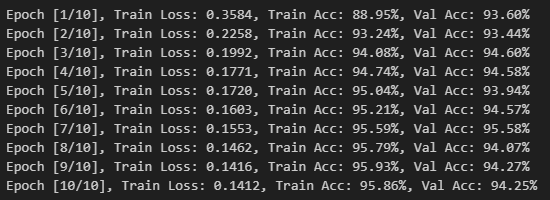 Epoch [1/10], Train Loss: 0.3584, Train Acc: 88.95%, Val Acc: 93.60%
Epoch [2/10], Train Loss: 0.2258, Train Acc: 93.24%, Val Acc: 93.44%
Epoch [3/10], Train Loss: 0.1992, Train Acc: 94.08%, Val Acc: 94.60%
Epoch [4/10], Train Loss: 0.1771, Train Acc: 94.74%, Val Acc: 94.58%
Epoch [5/10], Train Loss: 0.1720, Train Acc: 95.04%, Val Acc: 93.94%
Epoch [6/10], Train Loss: 0.1603, Train Acc: 95.21%, Val Acc: 94.57%
Epoch [7/10], Train Loss: 0.1553, Train Acc: 95.59%, Val Acc: 95.58%
Epoch [8/10], Train Loss: 0.1462, Train Acc: 95.79%, Val Acc: 94.07%
Epoch [9/10], Train Loss: 0.1416, Train Acc: 95.93%, Val Acc: 94.27%
Epoch [10/10], Train Loss: 0.1412, Train Acc: 95.86%, Val Acc: 94.25%